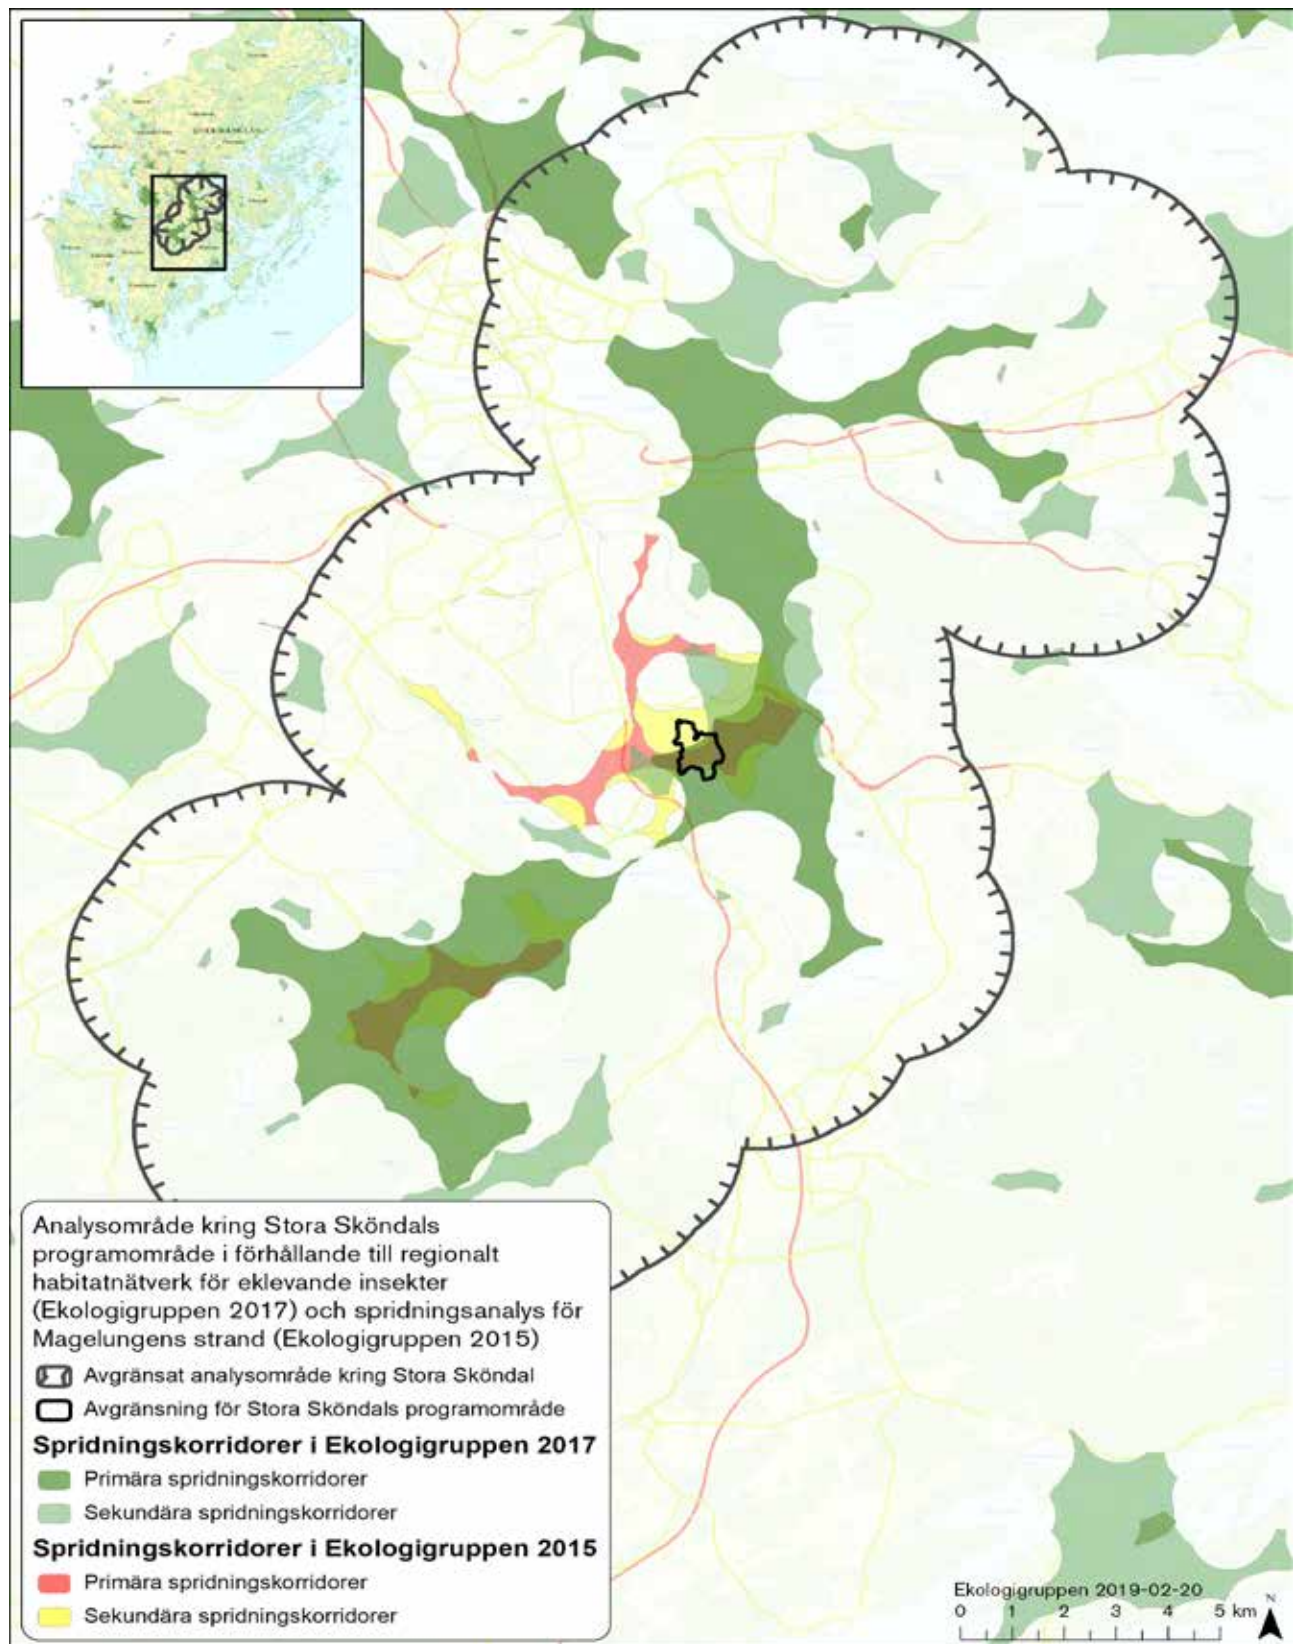 Analysområde kring Stora Sköndals
programområde i förhållande till regionalt
habitatnätverk för eklevande insekter
(Ekologigruppen 2017) och spridningsanalys för
Magelungens strand (Ekologigruppen 2015)
Avgränsat analysområde kring Stora Sköndal
Avgränsning för Stora Sköndals programområde
Spridningskorridorer i Ekologigruppen 2017
Primära spridningskorridorer
Sekundära spridningskorridorer
Spridningskorridorer i Ekologigruppen 2015
Primära spridningskorridorer
Sekundära spridningskorridorer
Ekologigruppen 2019-02-20
0 1 2 3 4 5 km
N